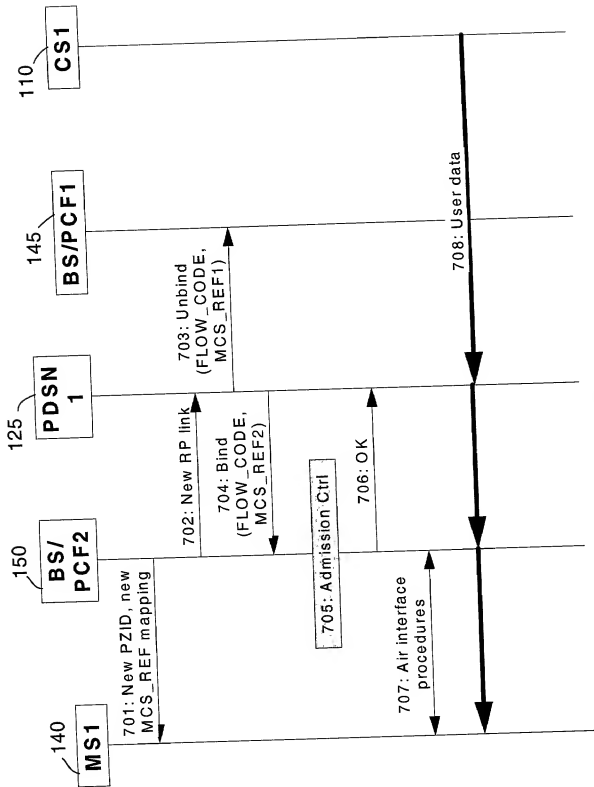 140
MS1
150
BS/
PCF2
125
PDSN
1
145
BS/PCF1
110
CS1
701: New PZID, new
MCS_REF mapping
702: New RP link
703: Unbind
(FLOW_CODE,
MCS_REF1)
704: Bind
(FLOW_CODE,
MCS_REF2)
705: Admission Ctrl
706: OK
707: Air interface
procedures
708: User data